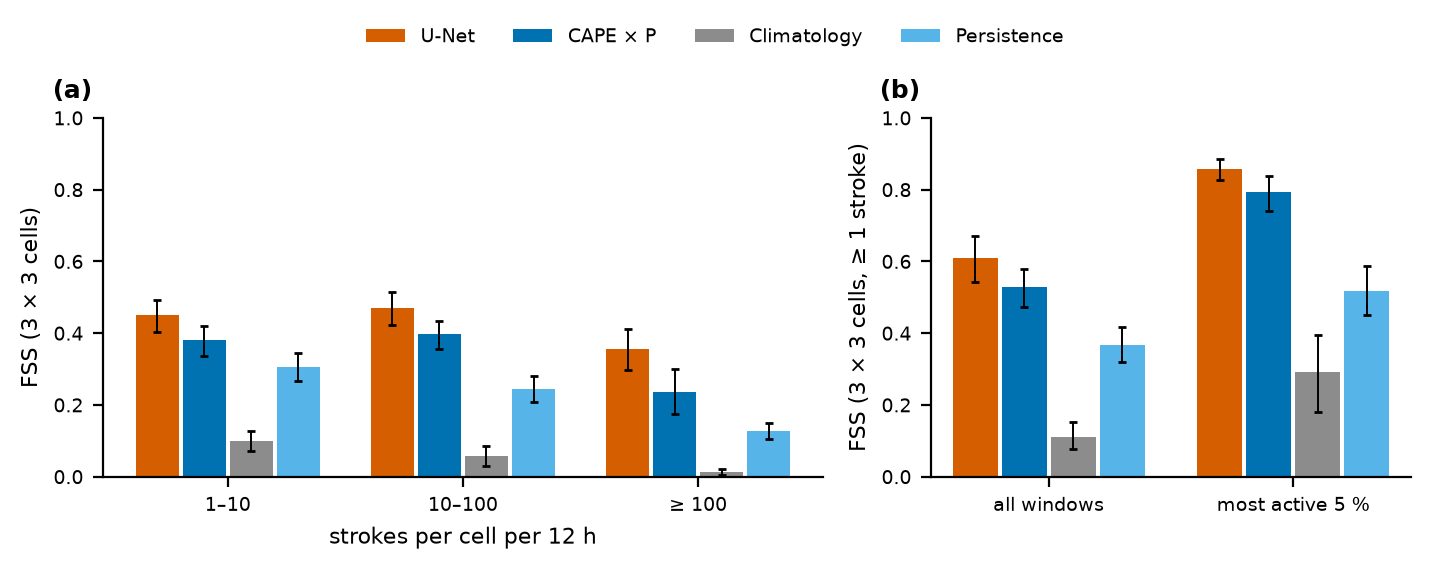 U-Net CAPE × P Climatology Persistence
(a)
FSS (3 × 3 cells)
1.0
0.8
0.6
0.4
0.2
0.0
1–10 10–100 ≥ 100
strokes per cell per 12 h
(b)
FSS (3 × 3 cells, ≥ 1 stroke)
1.0
0.8
0.6
0.4
0.2
0.0
all windows most active 5 %